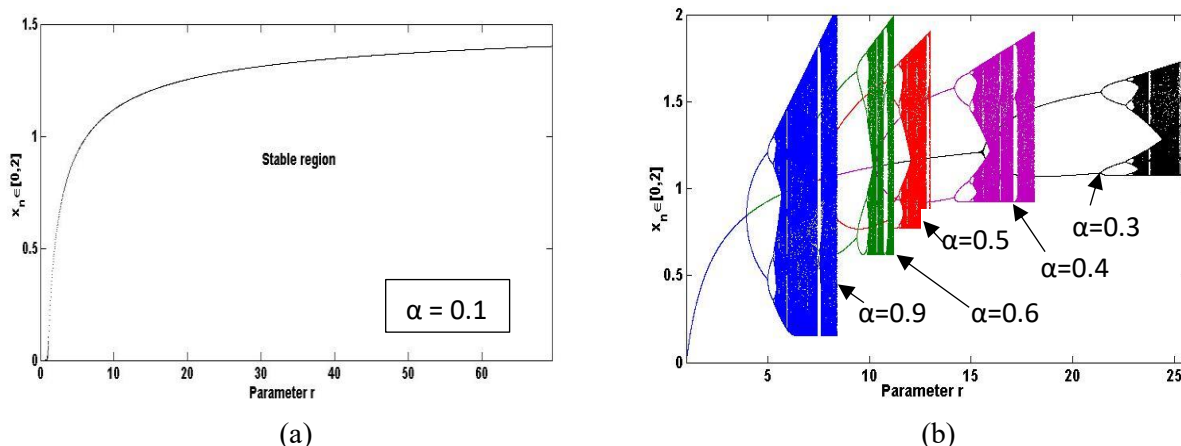 1.5
1
0.5
0
x_n∈[0,2]
Stable region
α = 0.1
0 10 20 30 40 50 60
Parameter r
(a)
2
1.5
1
0.5
0
x_n∈[0,2]
α=0.3
α=0.5
α=0.4
α=0.9
α=0.6
5 10 15 20 25
Parameter r
(b)